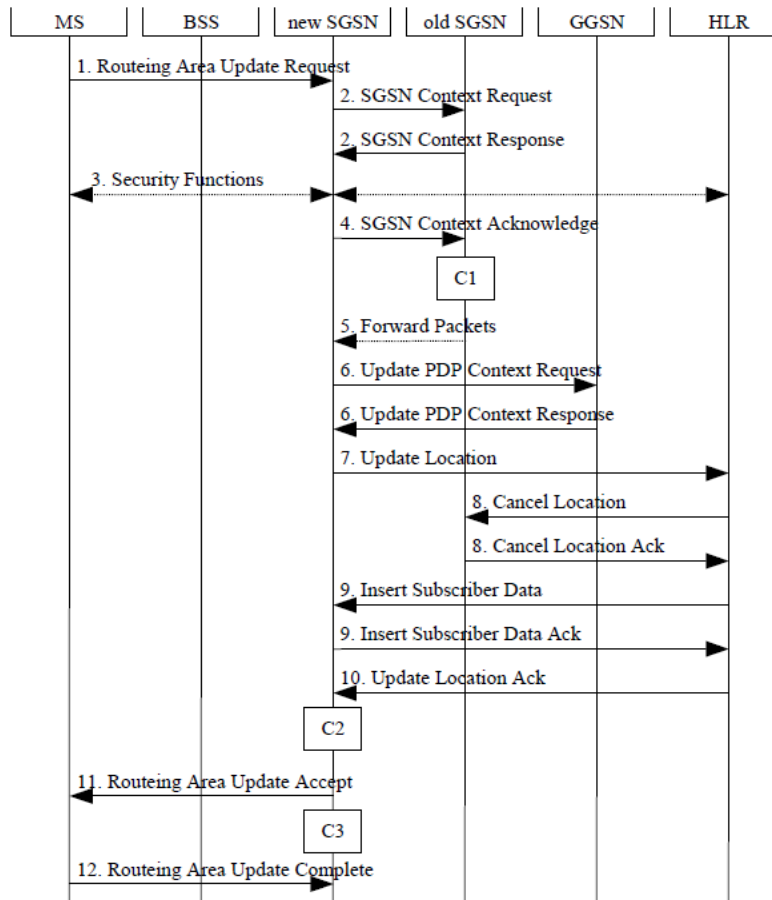 MS BSS new SGSN old SGSN GGSN HLR
1. Routeing Area Update Request
2. SGSN Context Request
2. SGSN Context Response
3. Security Functions
4. SGSN Context Acknowledge
C1
5. Forward Packets
6. Update PDP Context Request
6. Update PDP Context Response
7. Update Location
8. Cancel Location
8. Cancel Location Ack
9. Insert Subscriber Data
9. Insert Subscriber Data Ack
10. Update Location Ack
C2
11. Routeing Area Update Accept
C3
12. Routeing Area Update Complete